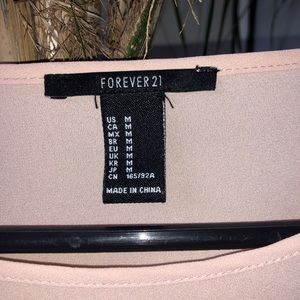 FOREVER 21
US M
CA M
MX M
BR M
EU M
UK M
KR M
JP M
CN 165/92A
MADE IN CHINA